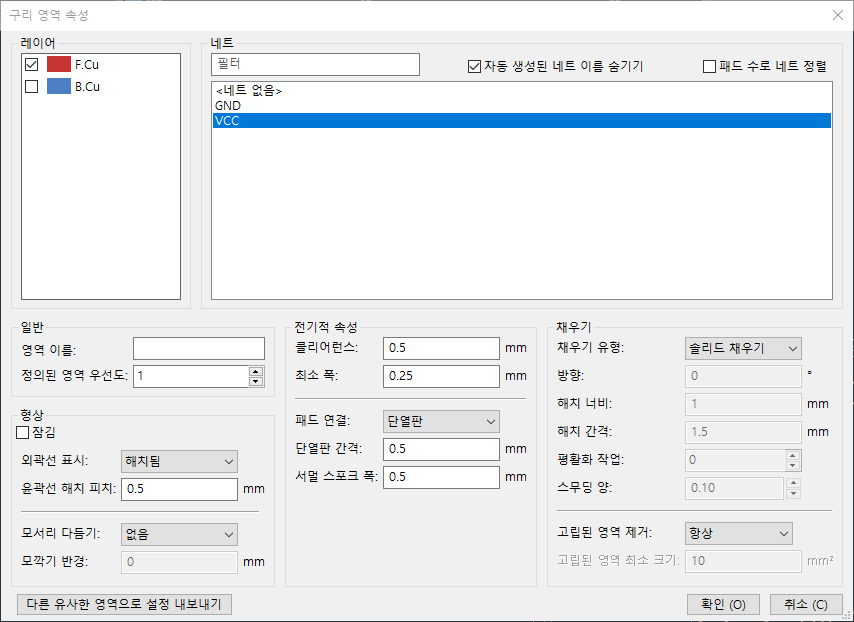 구리 영역 속성
레이어
F.Cu
B.Cu
네트
필터
자동 생성된 네트 이름 숨기기
패드 수로 네트 정렬
<네트 없음>
GND
VCC
일반
영역 이름:
정의된 영역 우선도: 1
형상
잠김
외곽선 표시: 해치됨
윤곽선 해치 피치: 0.5 mm
모서리 다듬기: 없음
모깍기 반경: 0 mm
전기적 속성
클리어런스: 0.5 mm
최소 폭: 0.25 mm
패드 연결: 단열판
단열판 간격: 0.5 mm
서멀 스포크 폭: 0.5 mm
채우기
채우기 유형: 솔리드 채우기
방향: 0 °
해치 너비: 1 mm
해치 간격: 1.5 mm
평활화 작업: 0
스무딩 양: 0.10
고립된 영역 제거: 항상
고립된 영역 최소 크기: 10 mm²
다른 유사한 영역으로 설정 내보내기
확인 (O)
취소 (C)